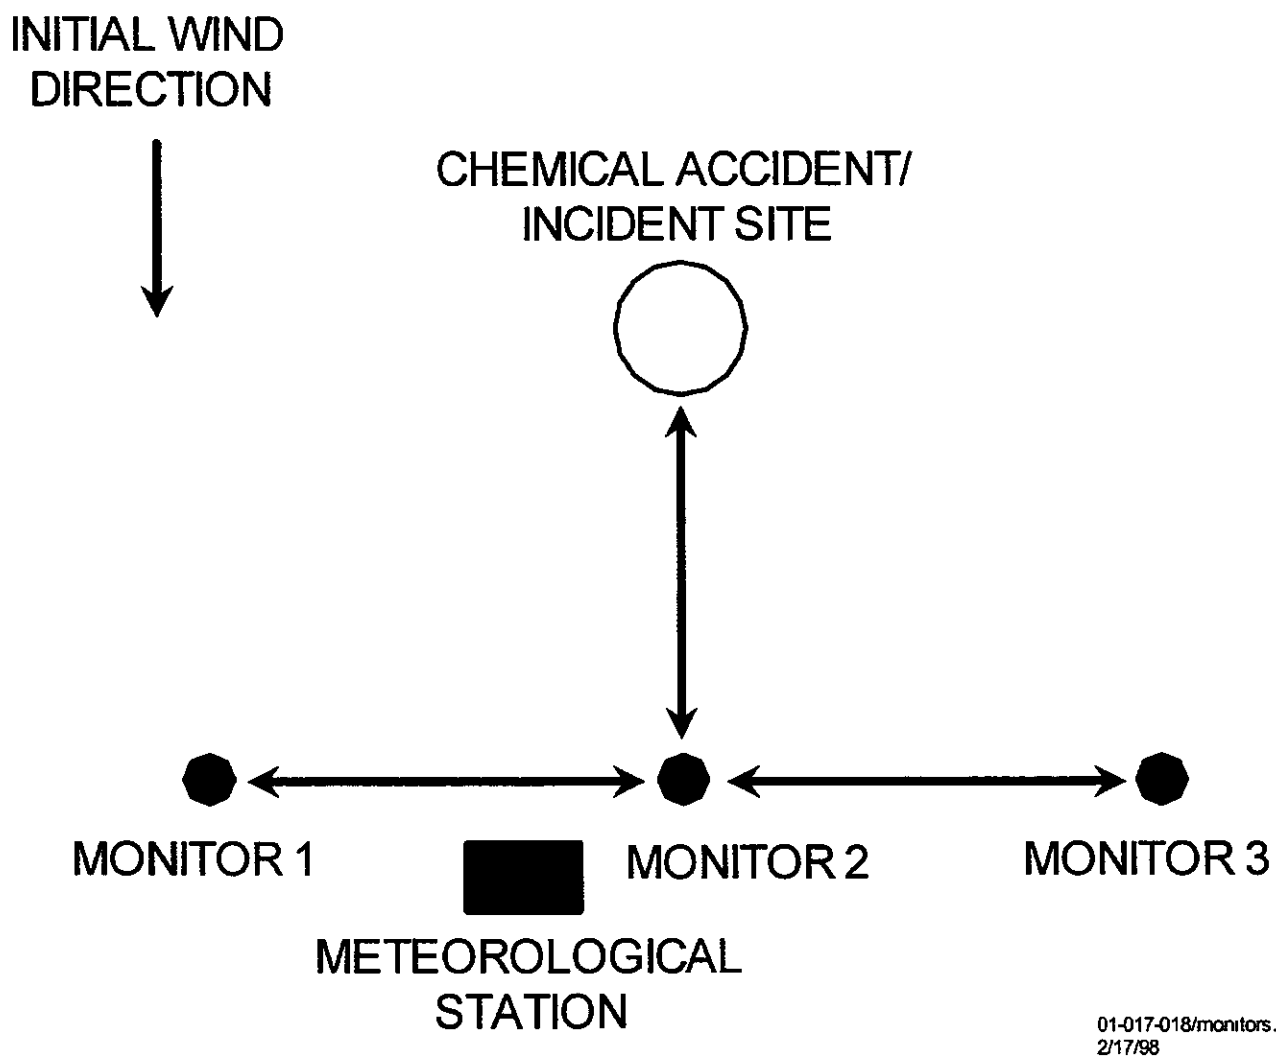 INITIAL WIND
DIRECTION
CHEMICAL ACCIDENT/
INCIDENT SITE
MONITOR 1
MONITOR 2
MONITOR 3
METEOROLOGICAL
STATION
01-017-018/monitors.
2/17/98